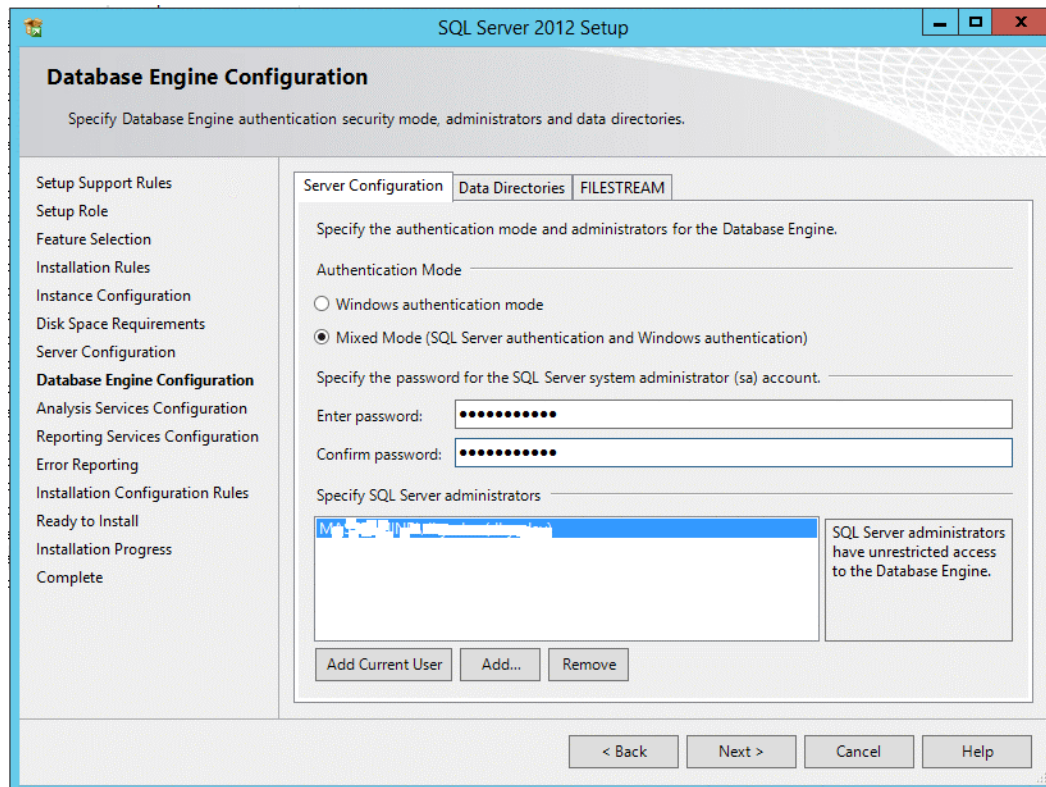 SQL Server 2012 Setup
Database Engine Configuration
Specify Database Engine authentication security mode, administrators and data directories.
Setup Support Rules
Setup Role
Feature Selection
Installation Rules
Instance Configuration
Disk Space Requirements
Server Configuration
Database Engine Configuration
Analysis Services Configuration
Reporting Services Configuration
Error Reporting
Installation Configuration Rules
Ready to Install
Installation Progress
Complete
Server Configuration
Data Directories
FILESTREAM
Specify the authentication mode and administrators for the Database Engine.
Authentication Mode
Windows authentication mode
Mixed Mode (SQL Server authentication and Windows authentication)
Specify the password for the SQL Server system administrator (sa) account.
Enter password:
Confirm password:
Specify SQL Server administrators
SQL Server administrators
have unrestricted access
to the Database Engine.
Add Current User
Add...
Remove
< Back
Next >
Cancel
Help